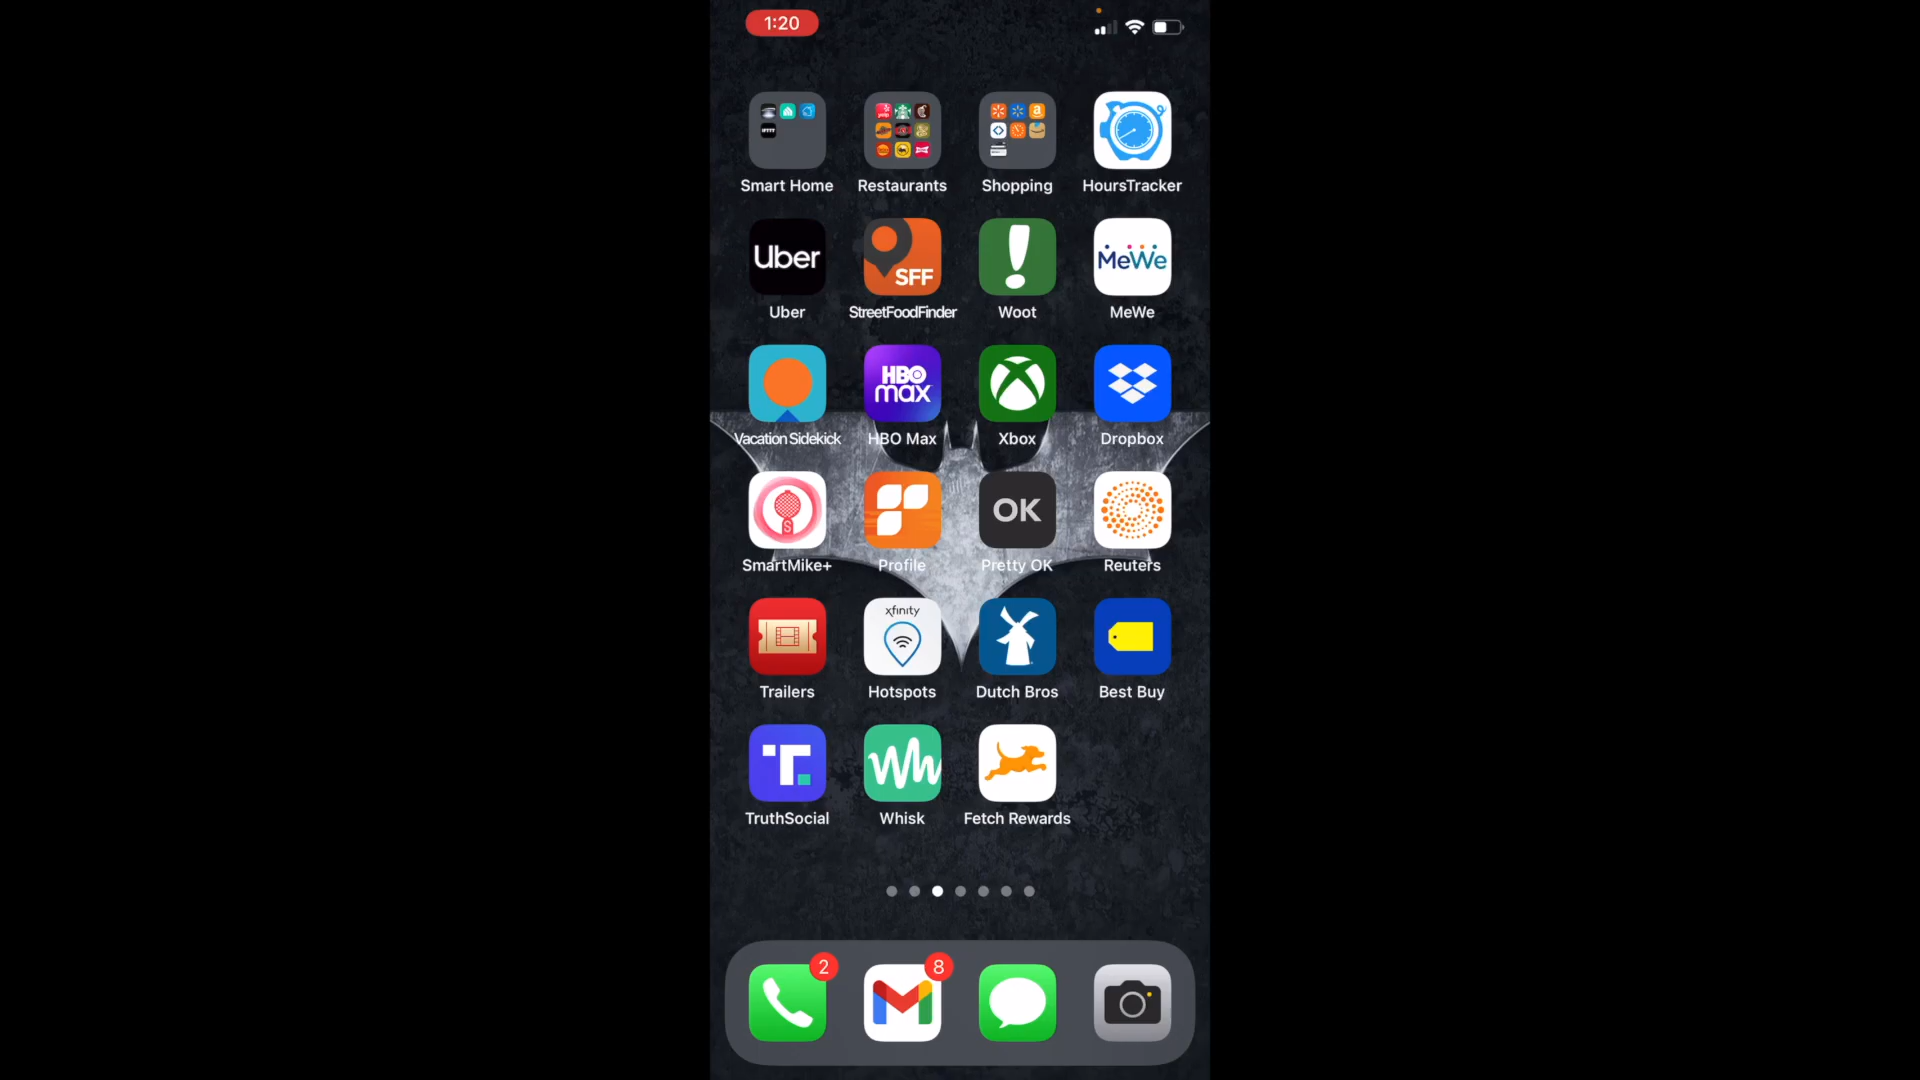 1:20
Smart Home
Restaurants
Shopping
HoursTracker
Uber
SFF
MeWe
Uber
StreetFoodFinder
Woot
MeWe
HBO
max
Vacation Sidekick
HBO Max
Xbox
Dropbox
S
OK
SmartMike+
Profile
Pretty OK
Reuters
xfinity
Trailers
Hotspots
Dutch Bros
Best Buy
T.
Wh
TruthSocial
Whisk
Fetch Rewards
2
8